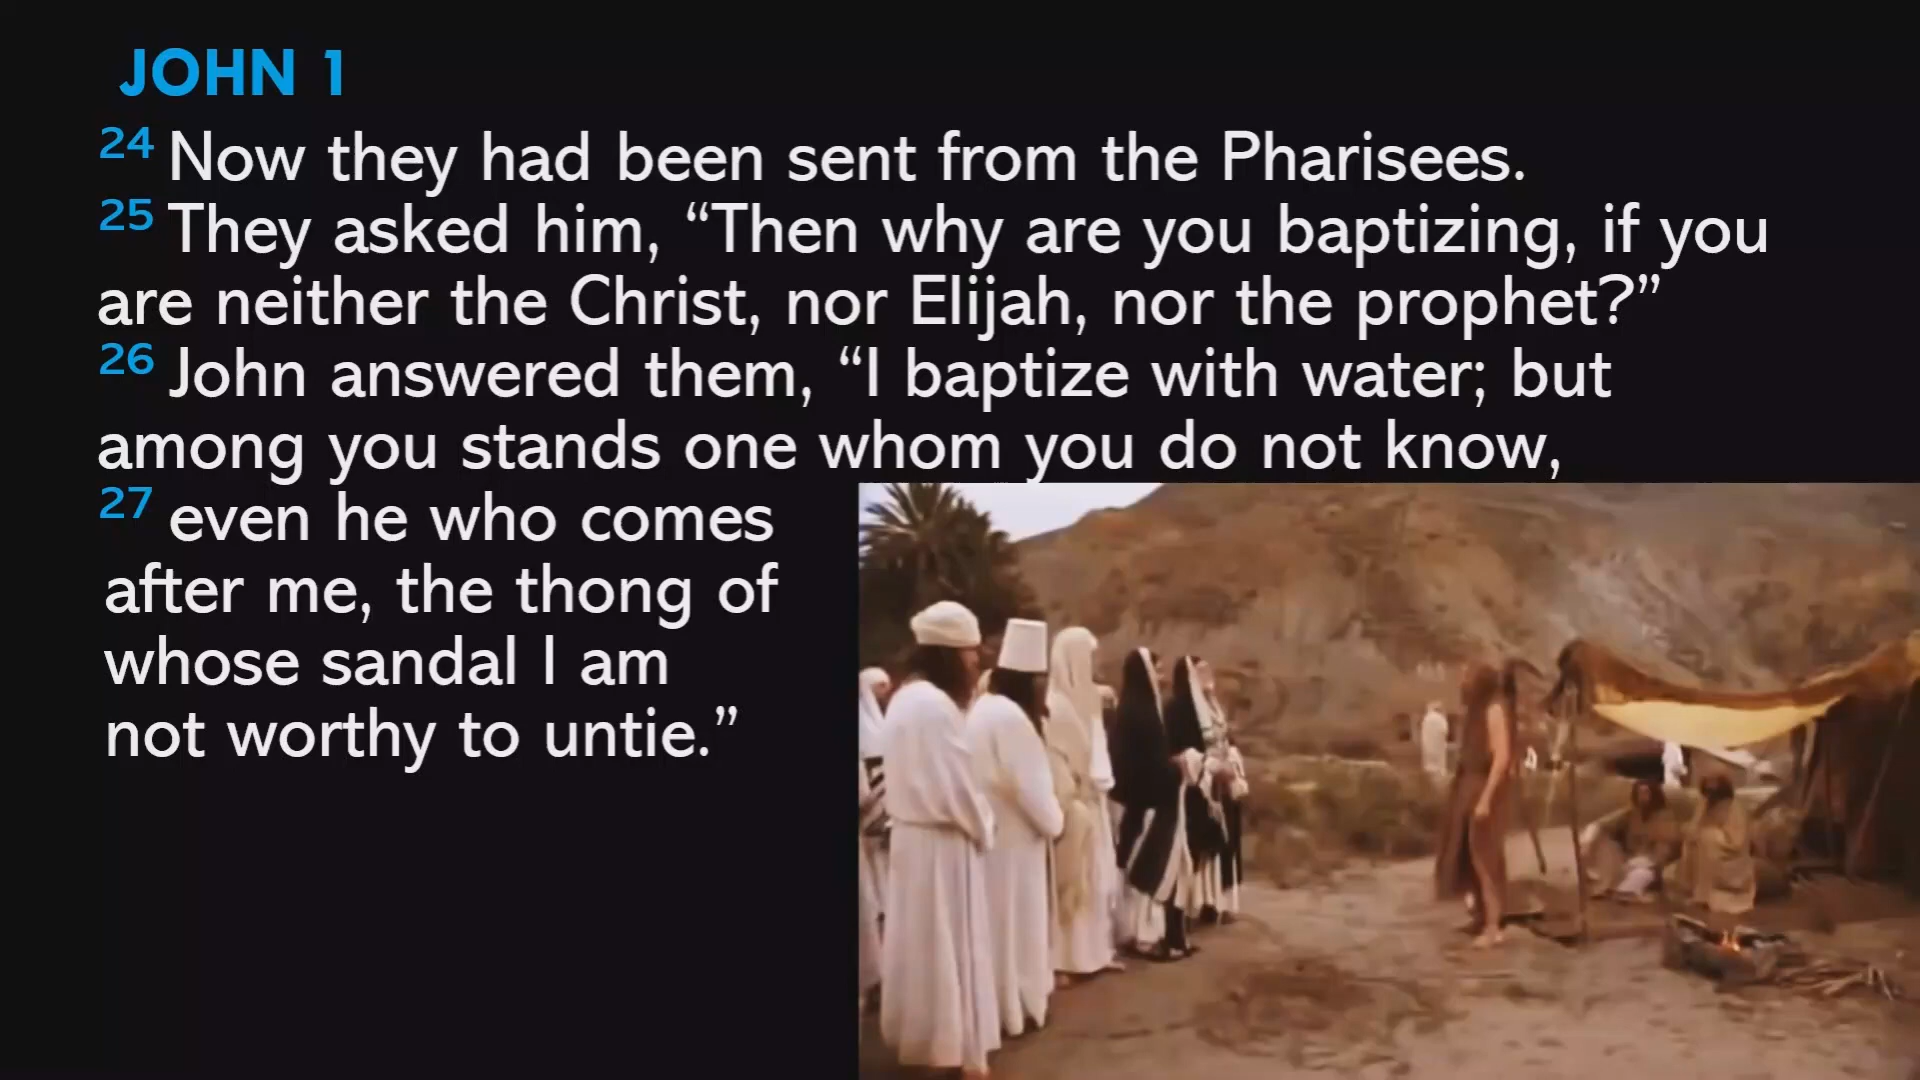 JOHN 1
24 Now they had been sent from the Pharisees.
25 They asked him, “Then why are you baptizing, if you
are neither the Christ, nor Elijah, nor the prophet?”
26 John answered them, “I baptize with water; but
among you stands one whom you do not know,
27 even he who comes
after me, the thong of
whose sandal I am
not worthy to untie.”